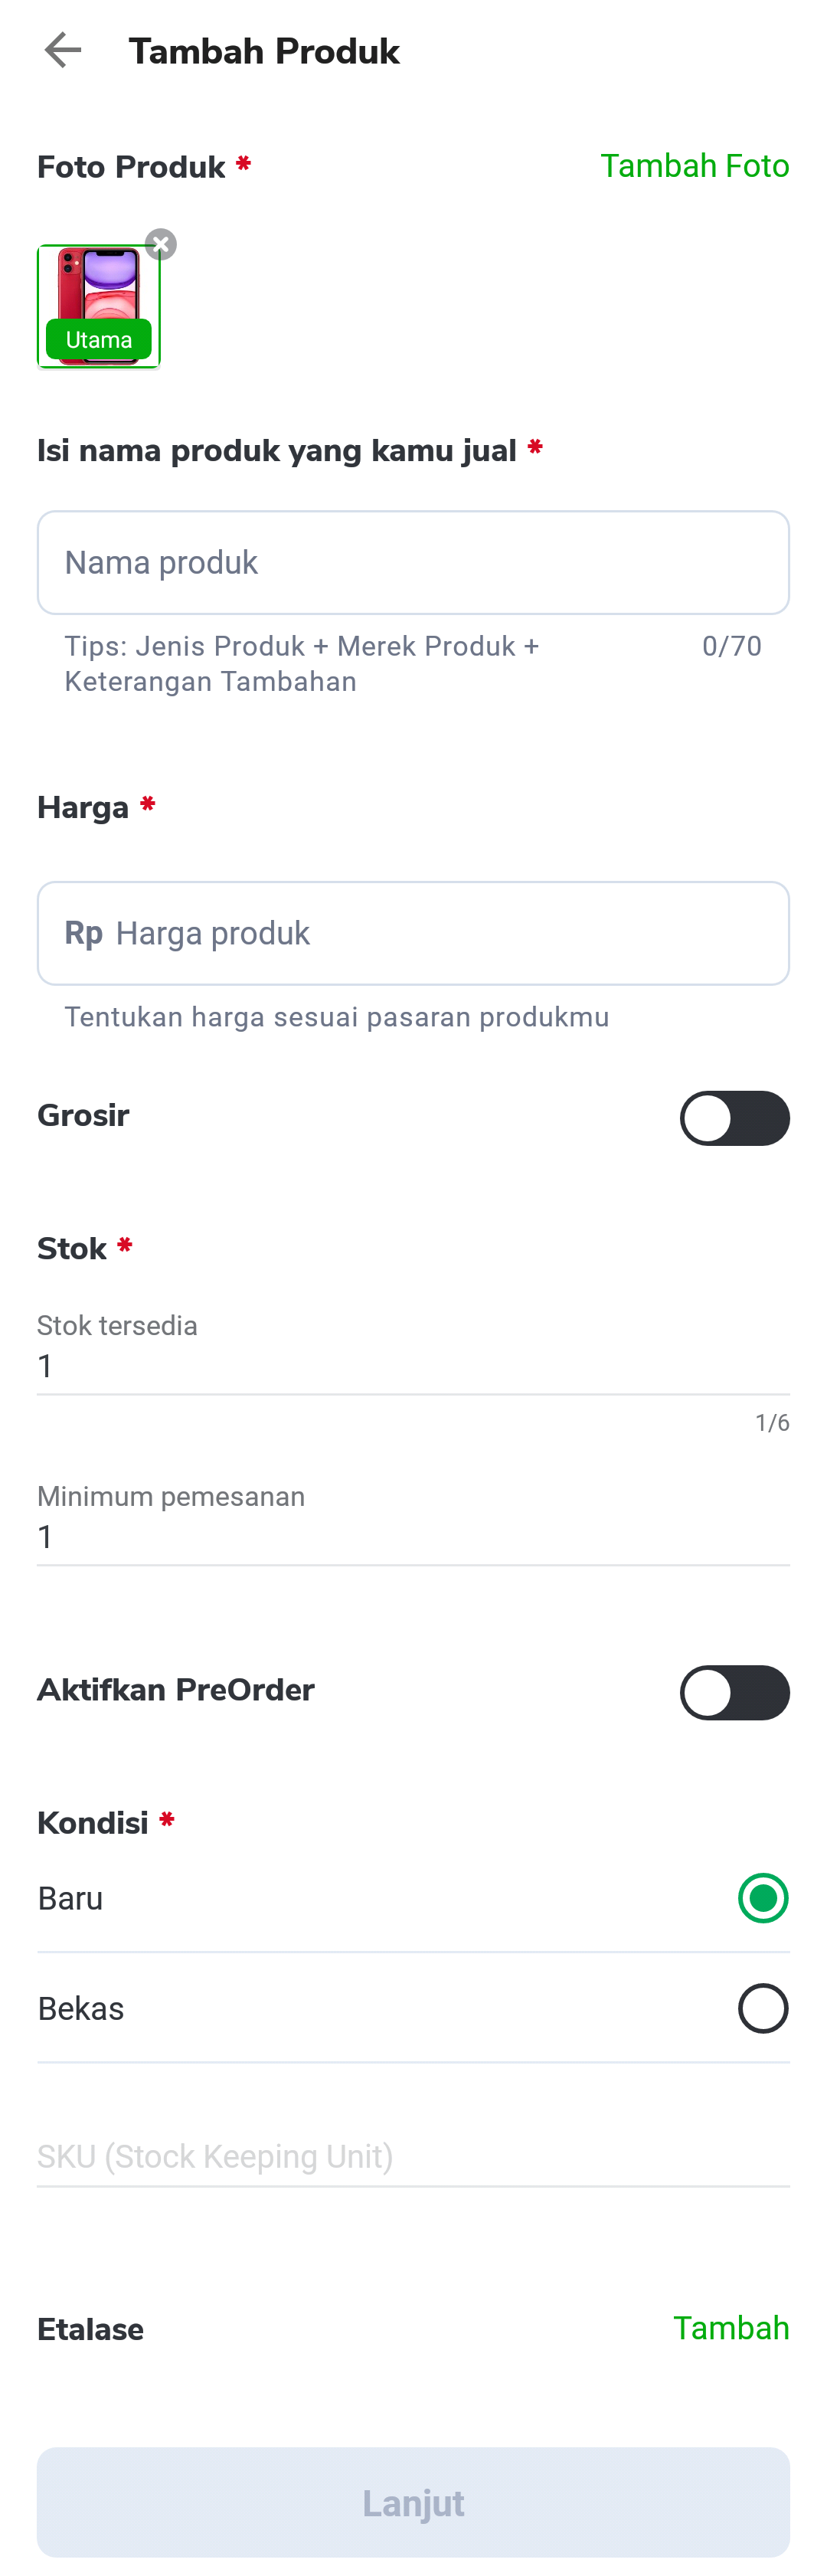 Tambah Produk
Foto Produk *
Tambah Foto
Utama
Isi nama produk yang kamu jual *
Nama produk
Tips: Jenis Produk + Merek Produk +
Keterangan Tambahan
0/70
Harga *
Rp Harga produk
Tentukan harga sesuai pasaran produkmu
Grosir
Stok *
Stok tersedia
1
1/6
Minimum pemesanan
1
Aktifkan PreOrder
Kondisi *
Baru
Bekas
SKU (Stock Keeping Unit)
Etalase
Tambah
Lanjut